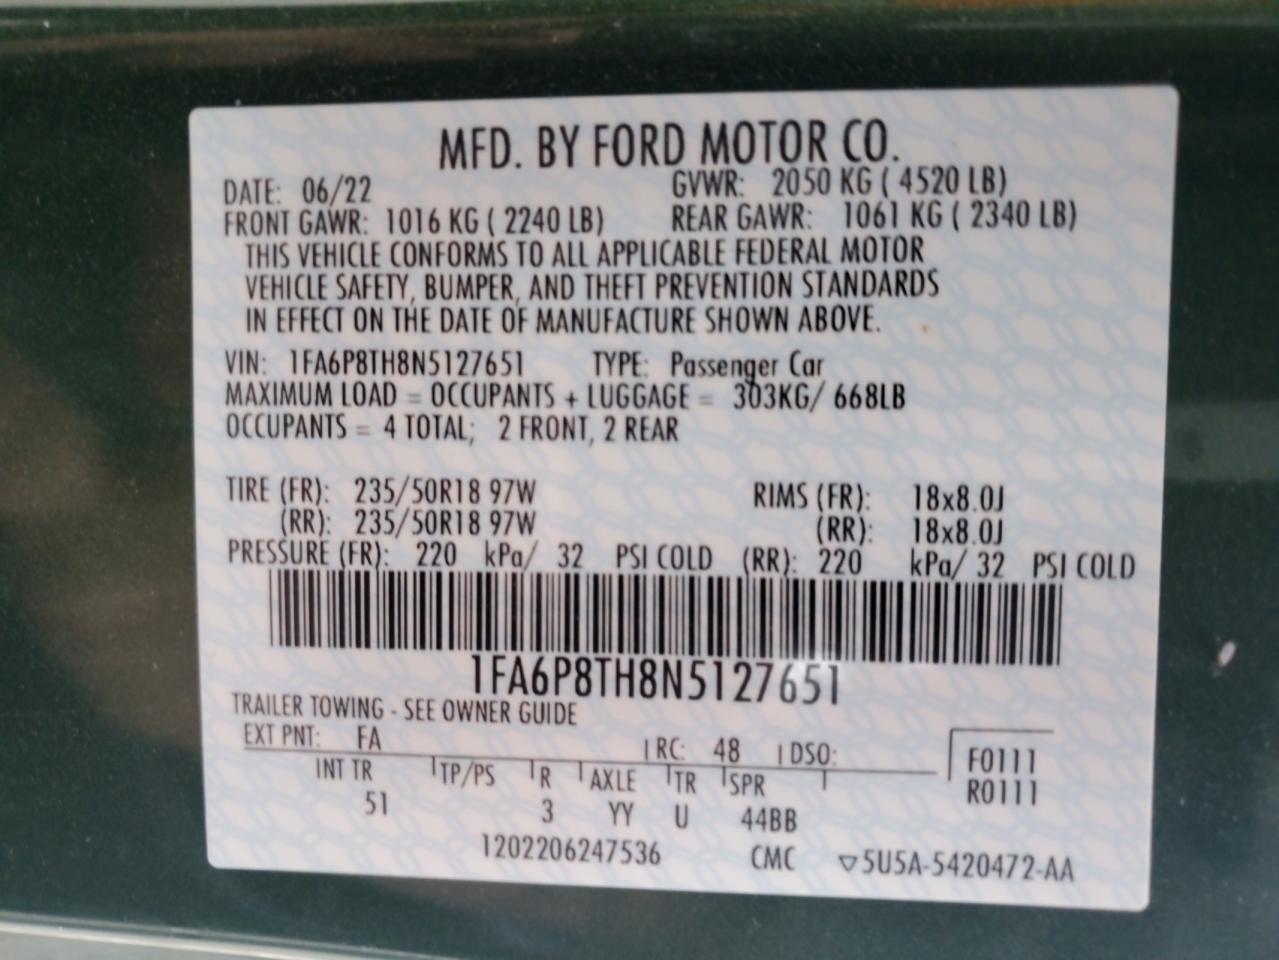 MFD. BY FORD MOTOR CO.
DATE: 06/22 GVWR: 2050 KG ( 4520 LB)
FRONT GAWR: 1016 KG ( 2240 LB) REAR GAWR: 1061 KG ( 2340 LB)
THIS VEHICLE CONFORMS TO ALL APPLICABLE FEDERAL MOTOR
VEHICLE SAFETY, BUMPER, AND THEFT PREVENTION STANDARDS
IN EFFECT ON THE DATE OF MANUFACTURE SHOWN ABOVE.
VIN: 1FA6P8TH8N5127651 TYPE: Passenger Car
MAXIMUM LOAD = OCCUPANTS + LUGGAGE = 303KG/ 668LB
OCCUPANTS = 4 TOTAL; 2 FRONT, 2 REAR
TIRE (FR): 235/50R18 97W RIMS (FR): 18x8.0J
(RR): 235/50R18 97W (RR): 18x8.0J
PRESSURE (FR): 220 kPa/ 32 PSI COLD (RR): 220 kPa/ 32 PSI COLD
1FA6P8TH8N5127651
TRAILER TOWING - SEE OWNER GUIDE
EXT PNT: FA RC: 48 DSO: F0111
INT TR TP/PS R AXLE TR SPR R0111
51 3 YY U 44BB
1202206247536 CMC ▽5U5A-5420472-AA